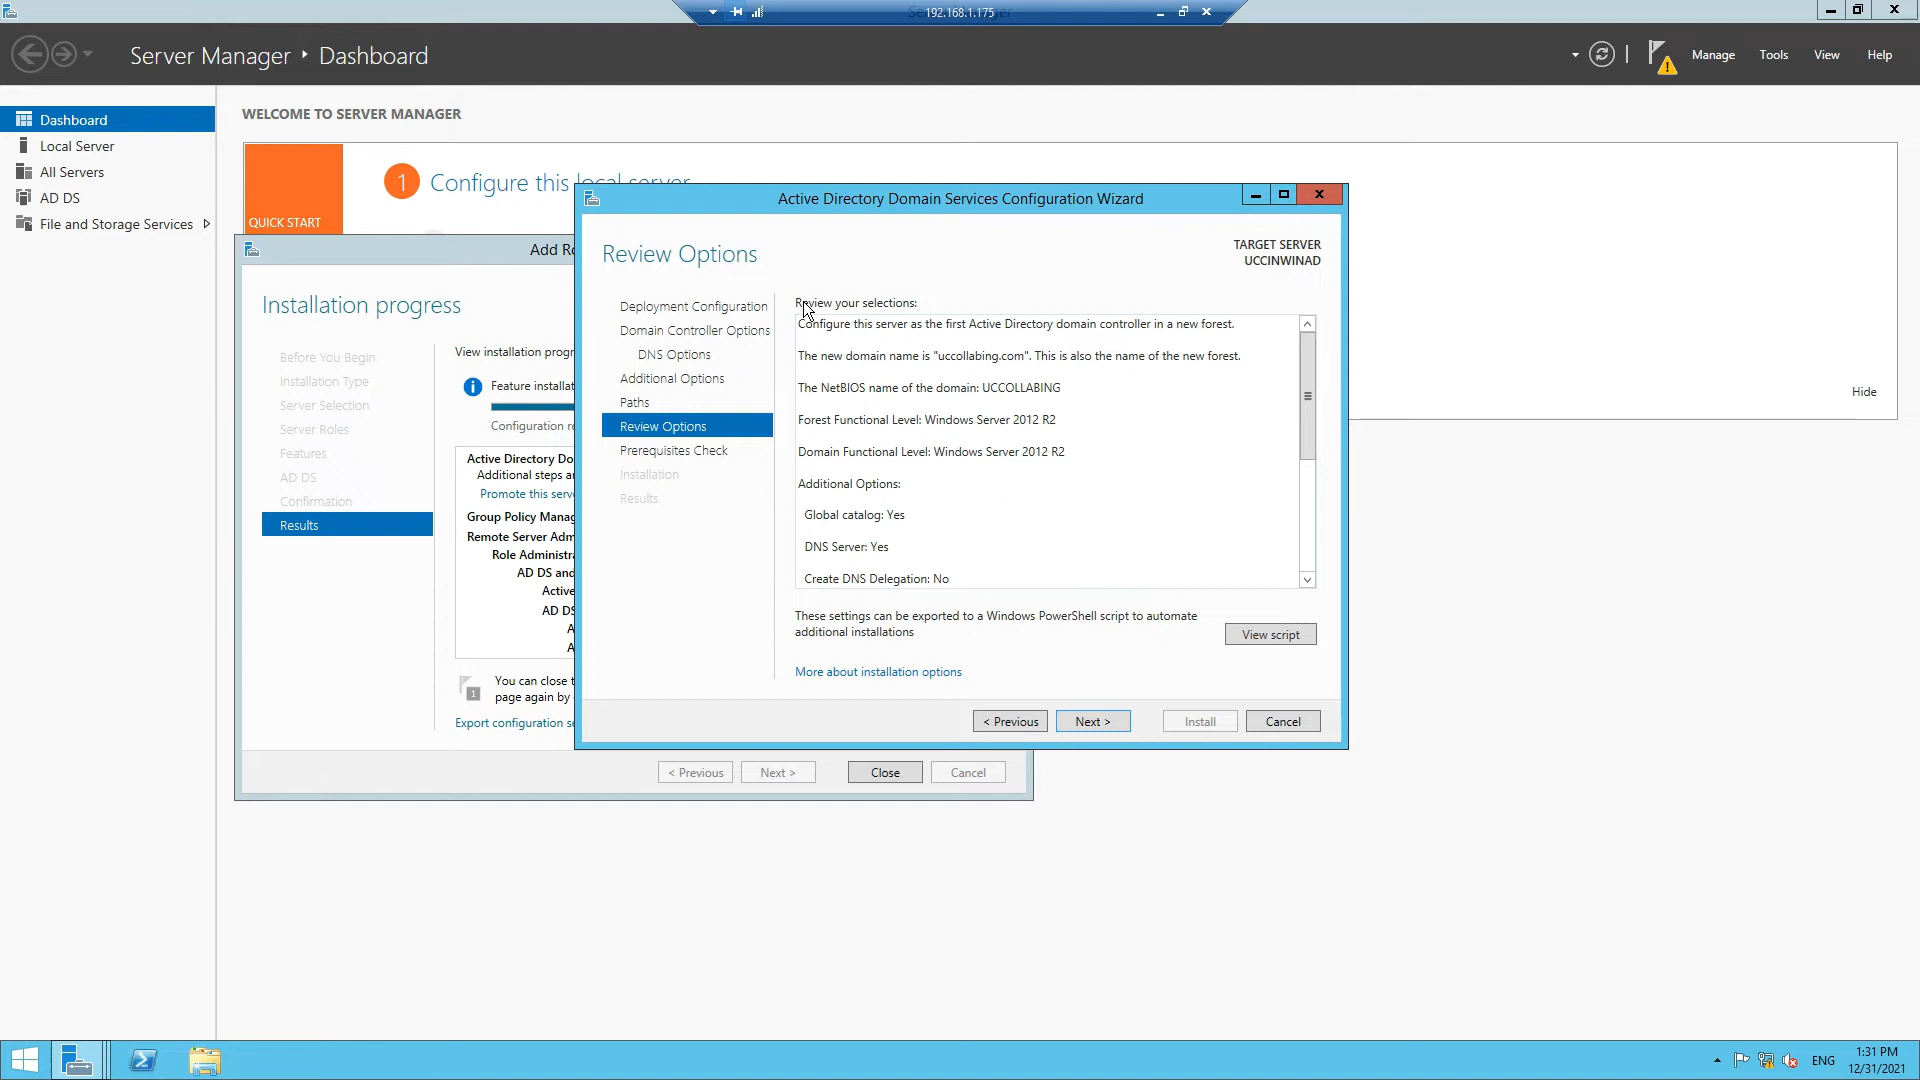 192.168.1.175
Server Manager ‣ Dashboard
Manage
Tools
View
Help
Dashboard
Local Server
All Servers
AD DS
File and Storage Services
WELCOME TO SERVER MANAGER
QUICK START
1
Configure this local server
Hide
Installation progress
Before You Begin
Installation Type
Server Selection
Server Roles
Features
AD DS
Confirmation
Results
View installation
Feature
Configuration
Active Directory
Additional steps
Promote this
Group Policy
Remote Server
Role
AD DS and
AD DS
You can close
page again by
1
Export configuration
< Previous
Next >
Close
Cancel
Active Directory Domain Services Configuration Wizard
Review Options
TARGET SERVER
UCCINWINAD
Deployment Configuration
Domain Controller Options
DNS Options
Additional Options
Paths
Review Options
Prerequisites Check
Installation
Results
Review your selections:
Configure this server as the first Active Directory domain controller in a new forest.
The new domain name is "uccollabing.com". This is also the name of the new forest.
The NetBIOS name of the domain: UCCOLLABING
Forest Functional Level: Windows Server 2012 R2
Domain Functional Level: Windows Server 2012 R2
Additional Options:
Global catalog: Yes
DNS Server: Yes
Create DNS Delegation: No
These settings can be exported to a Windows PowerShell script to automate
additional installations
View script
More about installation options
< Previous
Next >
Install
Cancel
ENG
1:31 PM
12/31/2021